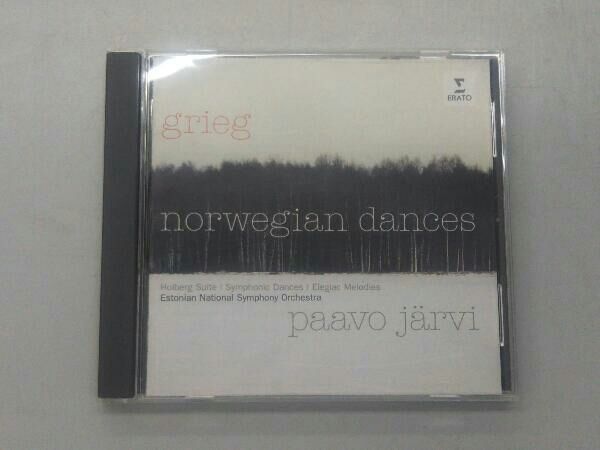 ERATO
grieg
norwegian dances
Holberg Suite | Symphonic Dances | Elegiac Melodies
Estonian National Symphony Orchestra
paavo järvi